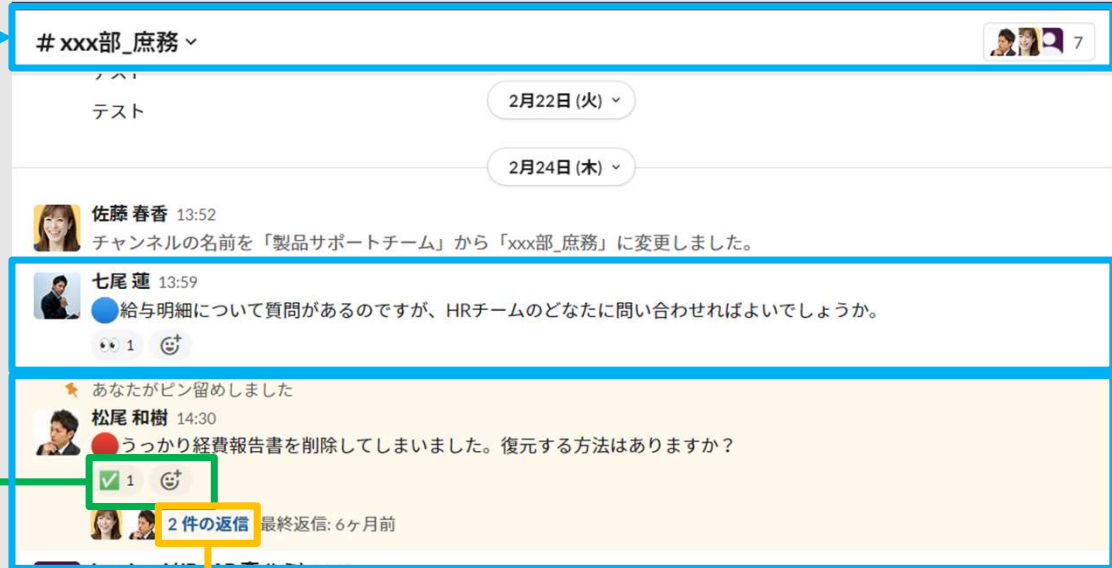 # xxx部_庶務
7
テスト
テスト
2月22日 (火)
2月24日 (木)
佐藤 春香 13:52
チャンネルの名前を「製品サポートチーム」から「xxx部_庶務」に変更しました。
七尾 蓮 13:59
🔵給与明細について質問があるのですが、HRチームのどなたに問い合わせればよいでしょうか。
👀 1
あなたがピン留めしました
松尾 和樹 14:30
🔴うっかり経費報告書を削除してしまいました。復元する方法はありますか？
✅ 1
2 件の返信 最終返信: 6ヶ月前